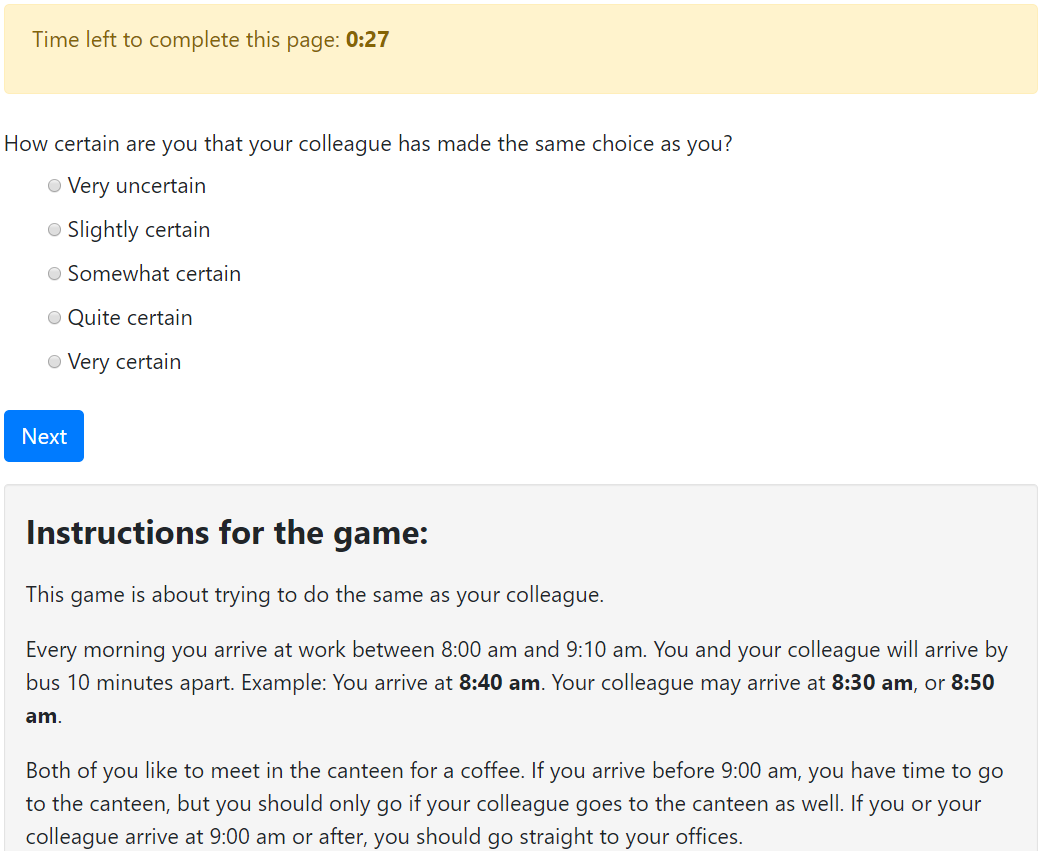 Time left to complete this page: 0:27
How certain are you that your colleague has made the same choice as you?
Very uncertain
Slightly certain
Somewhat certain
Quite certain
Very certain
Next
Instructions for the game:
This game is about trying to do the same as your colleague.
Every morning you arrive at work between 8:00 am and 9:10 am. You and your colleague will arrive by
bus 10 minutes apart. Example: You arrive at 8:40 am. Your colleague may arrive at 8:30 am, or 8:50
am.
Both of you like to meet in the canteen for a coffee. If you arrive before 9:00 am, you have time to go
to the canteen, but you should only go if your colleague goes to the canteen as well. If you or your
colleague arrive at 9:00 am or after, you should go straight to your offices.